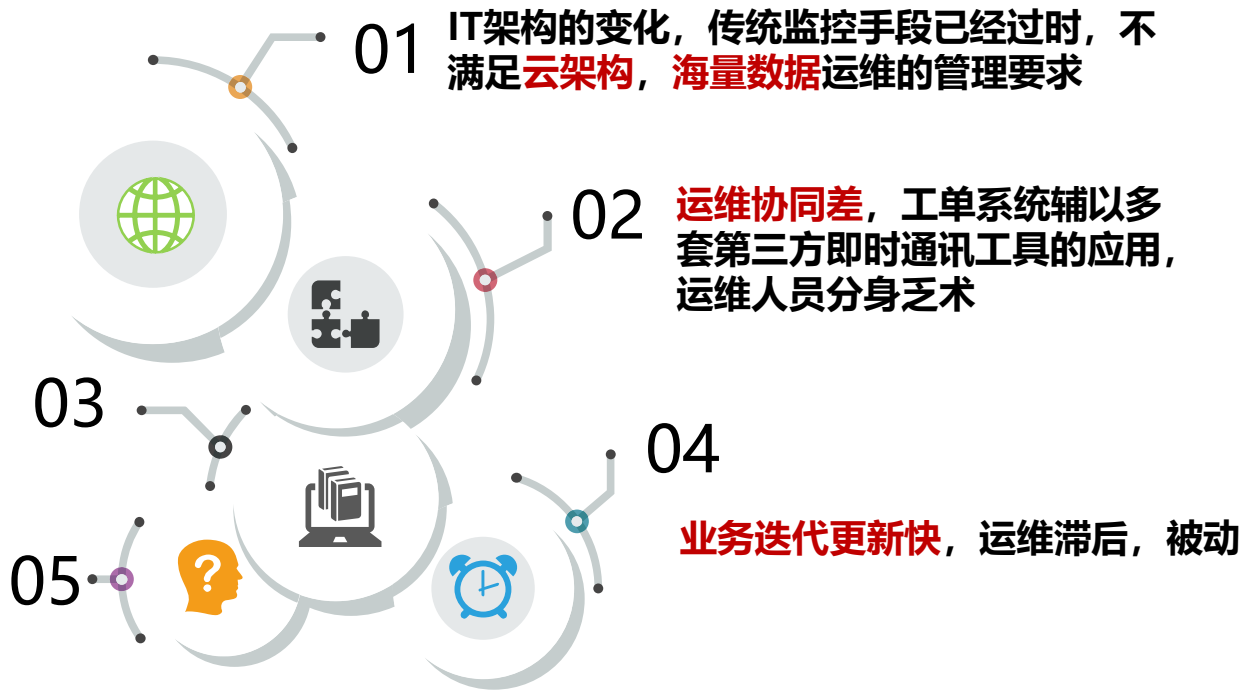 01
IT架构的变化，传统监控手段已经过时，不
满足云架构，海量数据运维的管理要求
02
运维协同差，工单系统辅以多
套第三方即时通讯工具的应用，
运维人员分身乏术
03
04
业务迭代更新快，运维滞后，被动
05
?